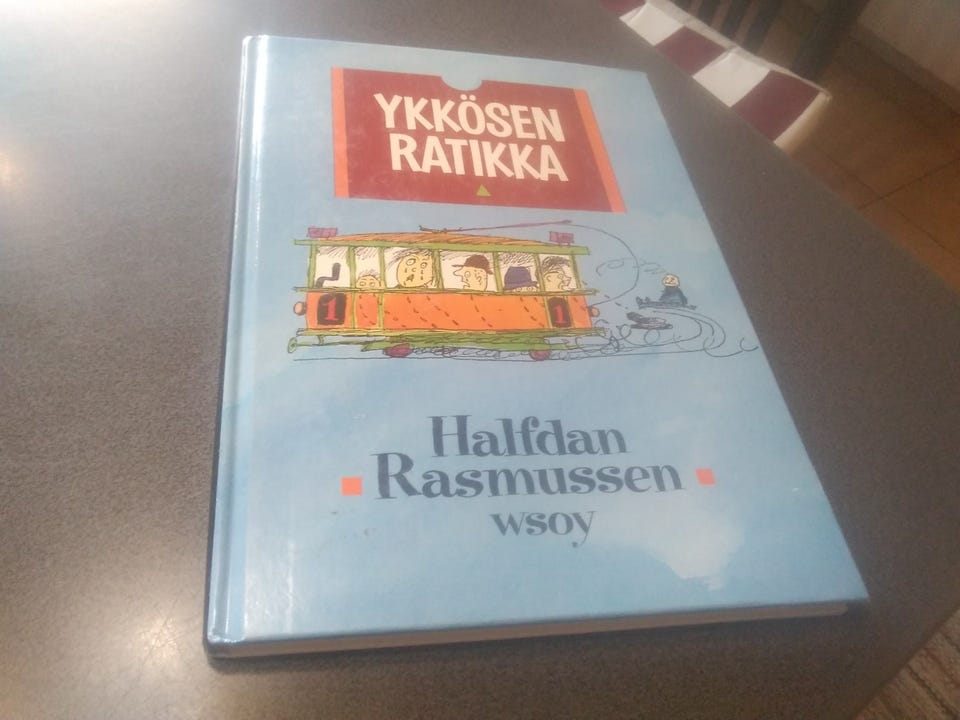 YKKÖSEN
RATIKKA
1
1
Halfdan
Rasmussen
wsoy